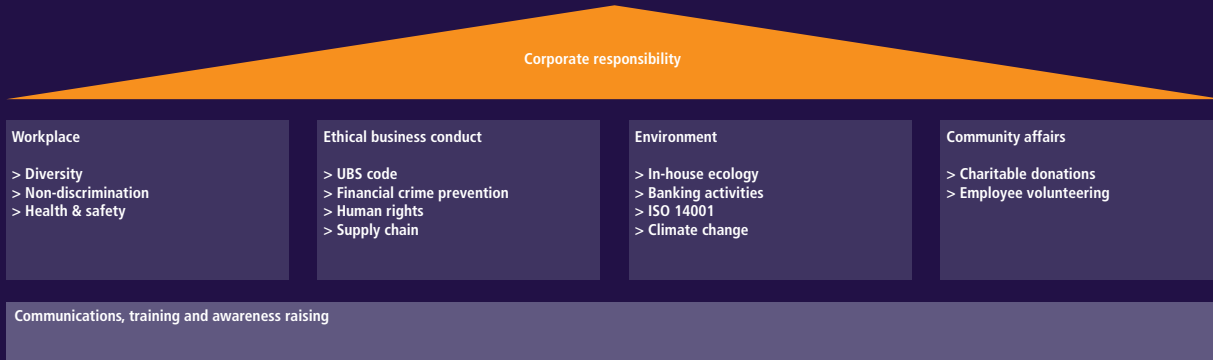 Corporate responsibility
Workplace
> Diversity
> Non-discrimination
> Health & safety
Ethical business conduct
> UBS code
> Financial crime prevention
> Human rights
> Supply chain
Environment
> In-house ecology
> Banking activities
> ISO 14001
> Climate change
Community affairs
> Charitable donations
> Employee volunteering
Communications, training and awareness raising